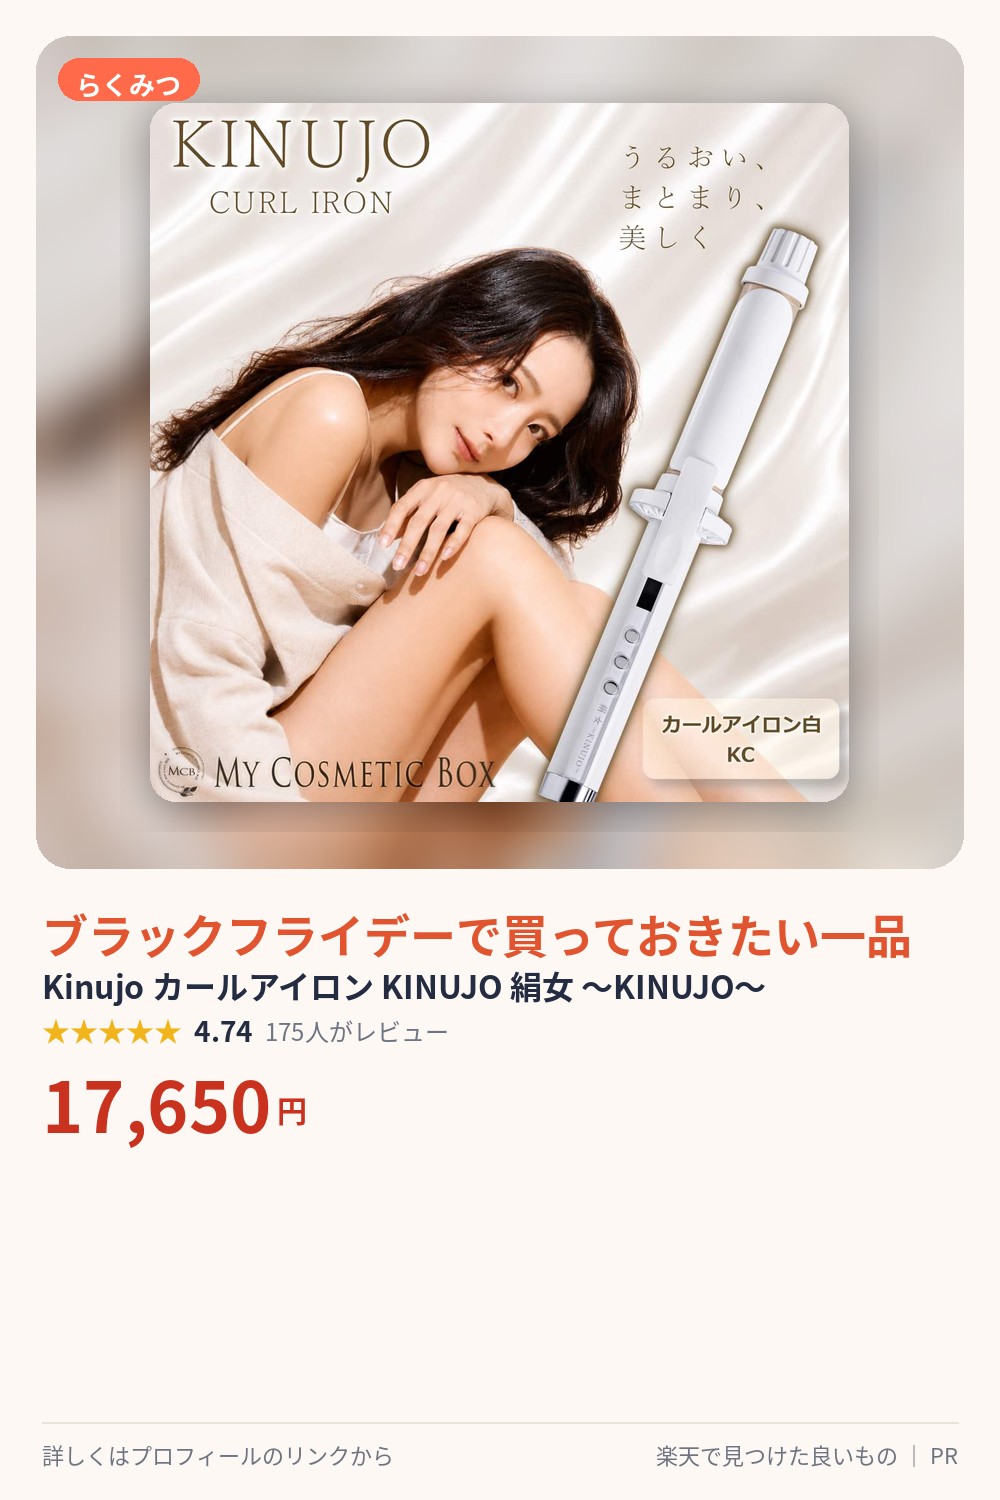 らくみつ
KINUJO
CURL IRON
うるおい、
まとまり、
美しく
絹女~KINUJO~
カールアイロン白
KC
MCB
MY COSMETIC BOX
ブラックフライデーで買っておきたい一品
Kinujo カールアイロン KINUJO 絹女 〜KINUJO〜
★★★★★ 4.74 175人がレビュー
17,650円
詳しくはプロフィールのリンクから
楽天で見つけた良いもの | PR